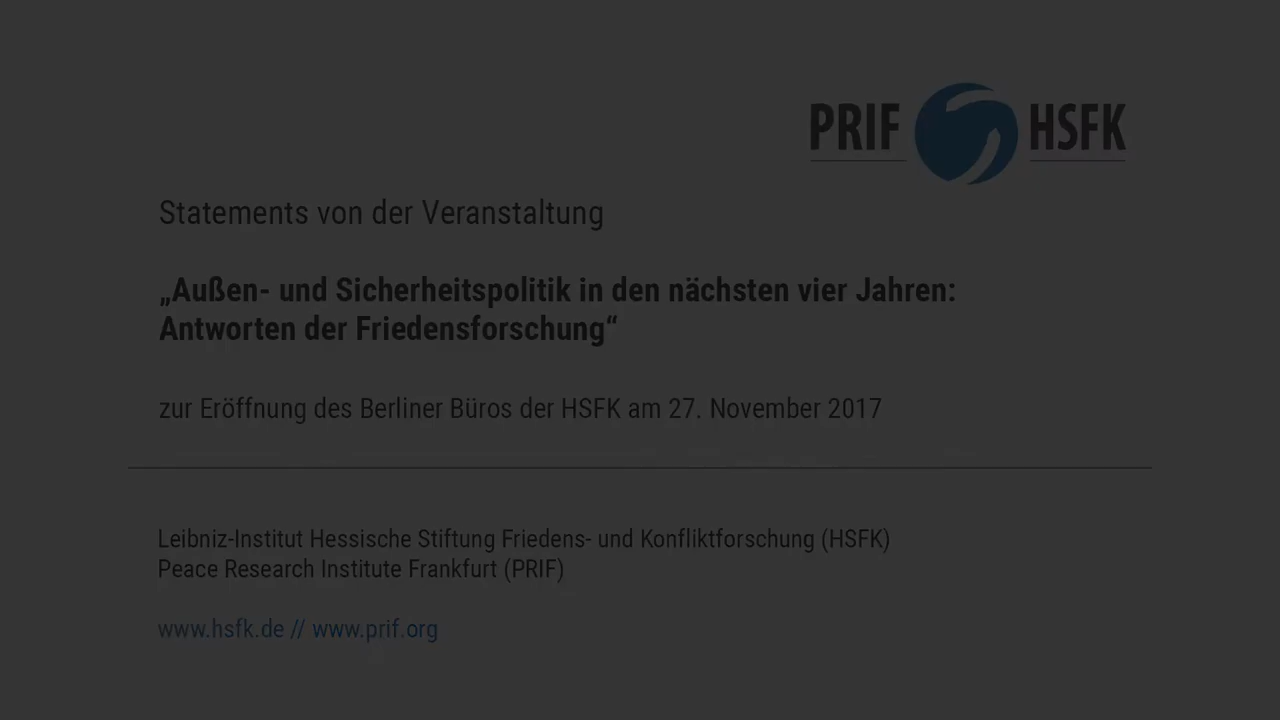 PRIF HSFK
Statements von der Veranstaltung
„Außen- und Sicherheitspolitik in den nächsten vier Jahren:
Antworten der Friedensforschung“
zur Eröffnung des Berliner Büros der HSFK am 27. November 2017
Leibniz-Institut Hessische Stiftung Friedens- und Konfliktforschung (HSFK)
Peace Research Institute Frankfurt (PRIF)
www.hsfk.de // www.prif.org